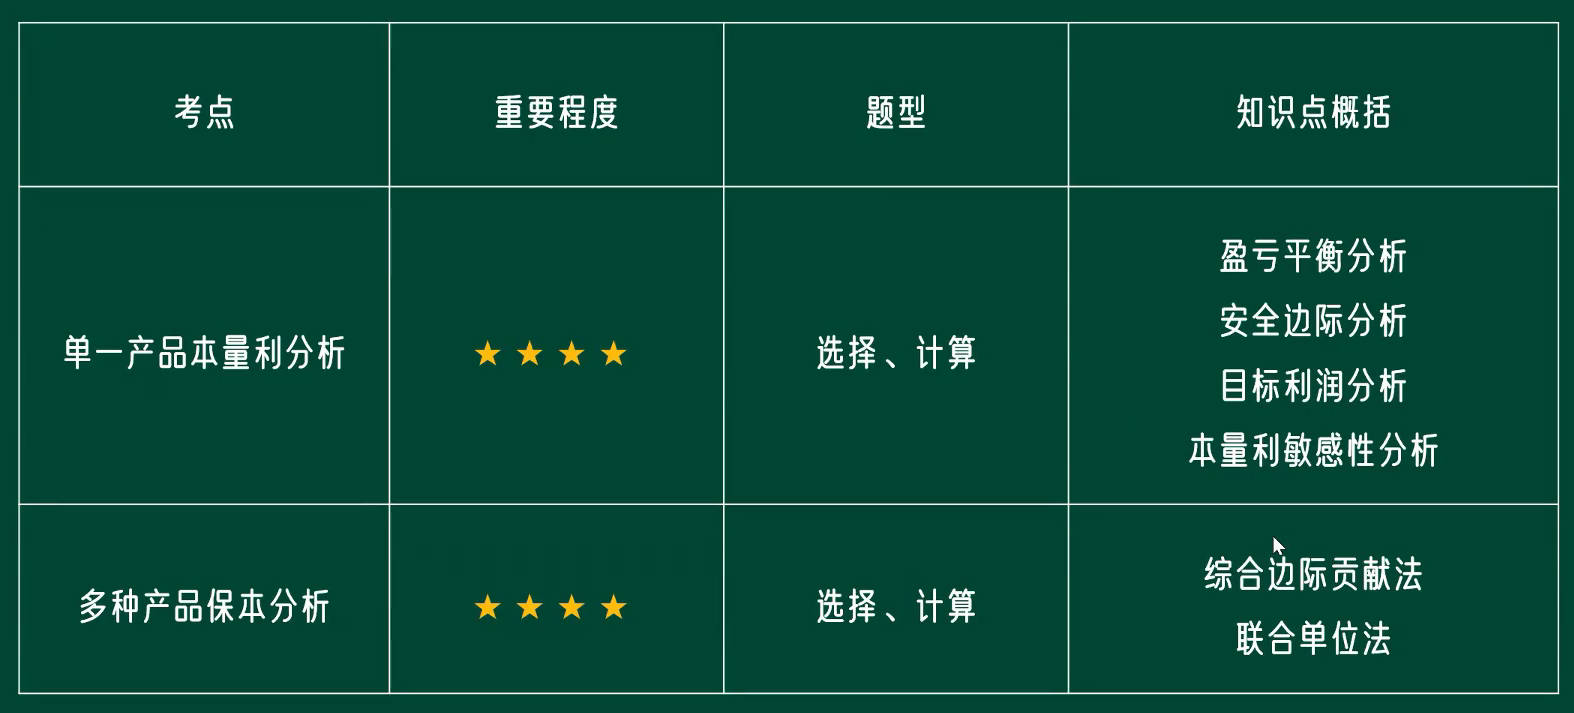 考点 重要程度 题型 知识点概括
单一产品本量利分析 ★★★★ 选择、计算
盈亏平衡分析
安全边际分析
目标利润分析
本量利敏感性分析
多种产品保本分析 ★★★★ 选择、计算
综合边际贡献法
联合单位法